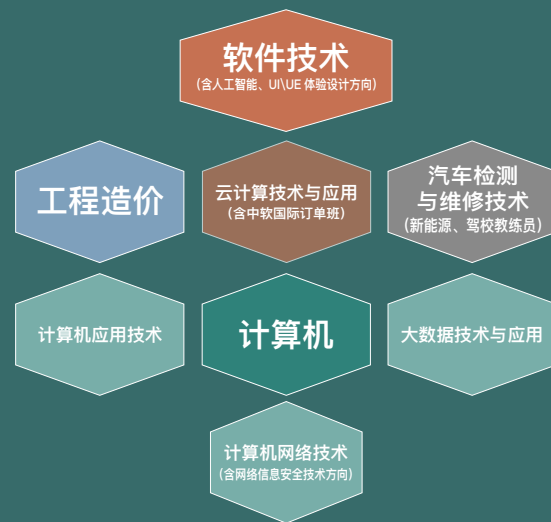 软件技术
(含人工智能、UI\UE 体验设计方向)
工程造价
云计算技术与应用
(含中软国际订单班)
汽车检测
与维修技术
(新能源、驾校教练员)
计算机应用技术
计算机
大数据技术与应用
计算机网络技术
(含网络信息安全技术方向)